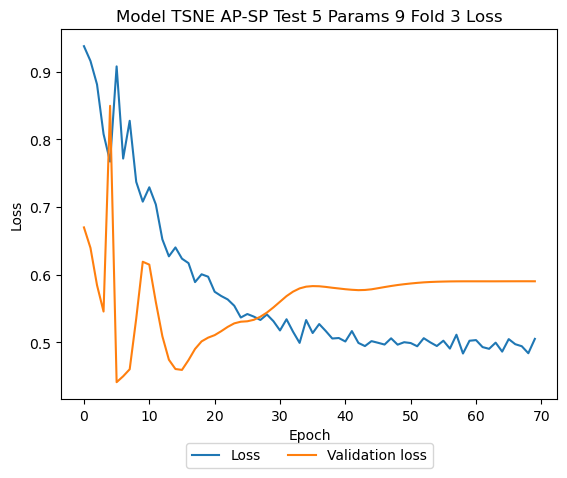 Model TSNE AP-SP Test 5 Params 9 Fold 3 Loss
0.9
0.8
0.7
0.6
0.5
Loss
0 10 20 30 40 50 60 70
Epoch
Loss Validation loss